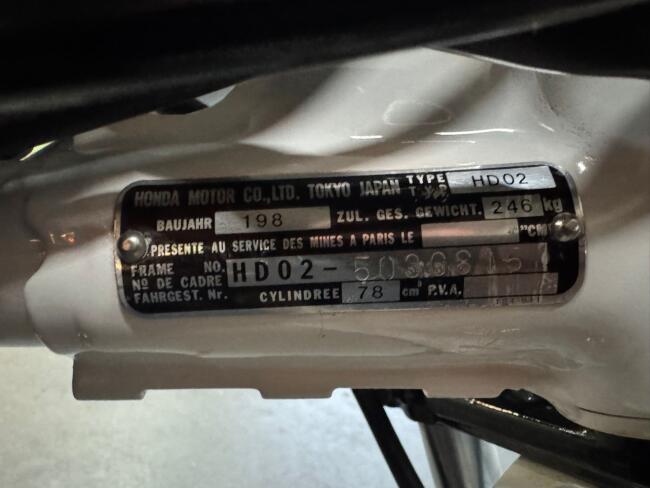 HONDA MOTOR CO., LTD. TOKYO JAPAN TYPE HD02
BAUJAHR 198 ZUL. GES. GEWICHT. 246 kg
PRESENTE AU SERVICE DES MINES A PARIS LE "CM
FRAME NO. HD02-
Nº DE CADRE
FAHRGEST. Nr. CYLINDREE 78 cm³ P.V.A.